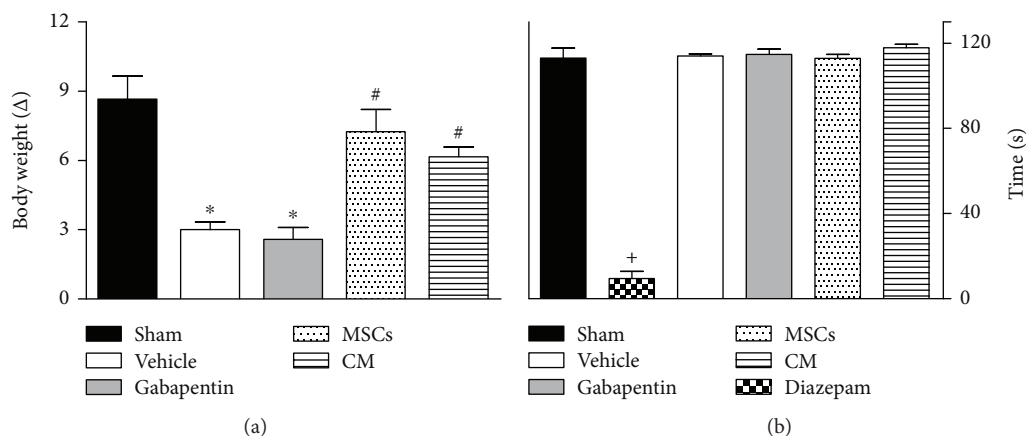 12
9
6
3
0
Body weight (Δ)
*
*
#
#
Sham
Vehicle
Gabapentin
MSCs
CM
(a)
120
80
40
0
Time (s)
+
Sham
Vehicle
Gabapentin
MSCs
CM
Diazepam
(b)